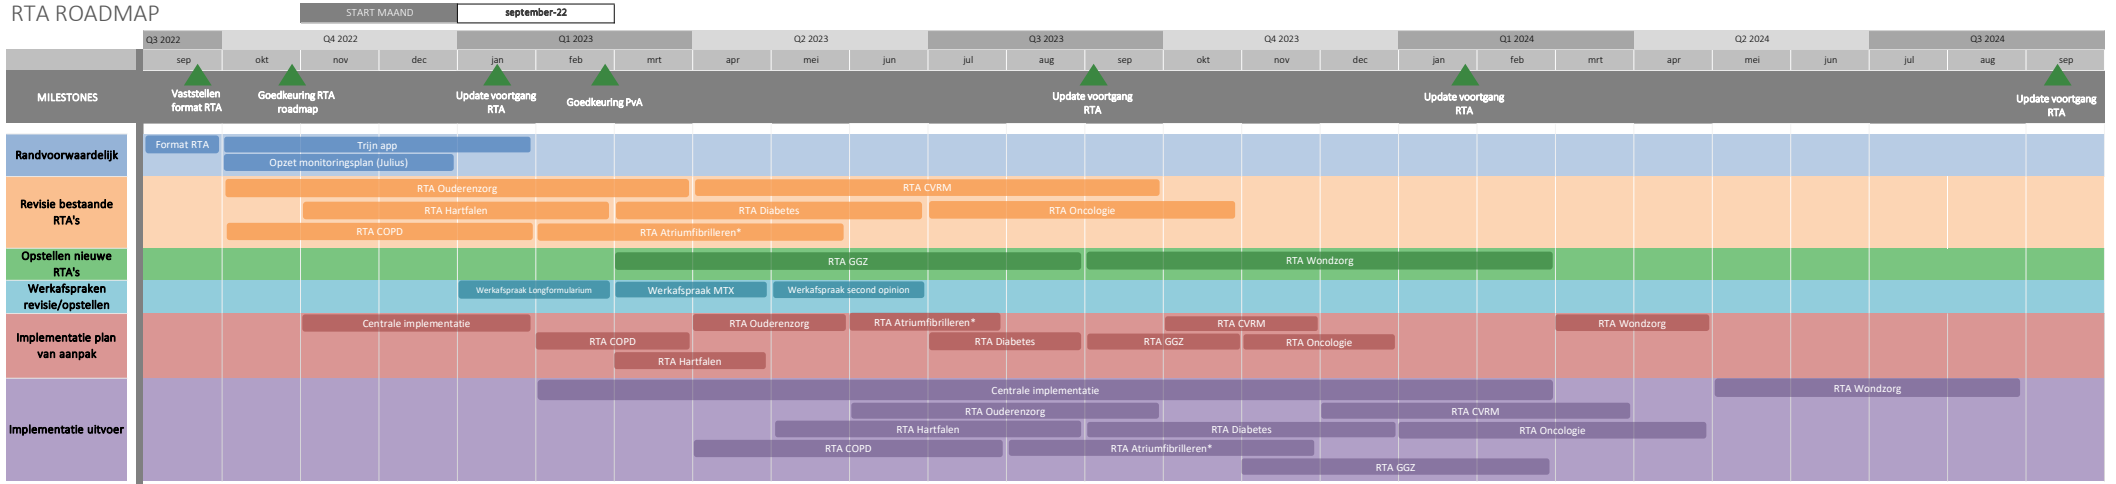 RTA ROADMAP
START MAAND
september-22
Q3 2022
Q4 2022
Q1 2023
Q2 2023
Q3 2023
Q4 2023
Q1 2024
Q2 2024
Q3 2024
sep
okt
nov
dec
jan
feb
mrt
apr
mei
jun
jul
aug
sep
okt
nov
dec
jan
feb
mrt
apr
mei
jun
jul
aug
sep
MILESTONES
Vaststellen
format RTA
Goedkeuring RTA
roadmap
Update voortgang
RTA
Goedkeuring PvA
Update voortgang
RTA
Update voortgang
RTA
Update voortgang
RTA
Randvoorwaardelijk
Format RTA
Trijn app
Opzet monitoringsplan (Julius)
Revisie bestaande
RTA's
RTA Ouderenzorg
RTA CVRM
RTA Hartfalen
RTA Diabetes
RTA Oncologie
RTA COPD
RTA Atriumfibrilleren*
Opstellen nieuwe
RTA's
RTA GGZ
RTA Wondzorg
Werkafspraken
revisie/opstellen
Werkafspraak Longformularium
Werkafspraak MTX
Werkafspraak second opinion
Implementatie plan
van aanpak
Centrale implementatie
RTA Ouderenzorg
RTA Atriumfibrilleren*
RTA CVRM
RTA Wondzorg
RTA COPD
RTA Diabetes
RTA GGZ
RTA Oncologie
RTA Hartfalen
Implementatie uitvoer
Centrale implementatie
RTA Wondzorg
RTA Ouderenzorg
RTA CVRM
RTA Hartfalen
RTA Diabetes
RTA Oncologie
RTA COPD
RTA Atriumfibrilleren*
RTA GGZ